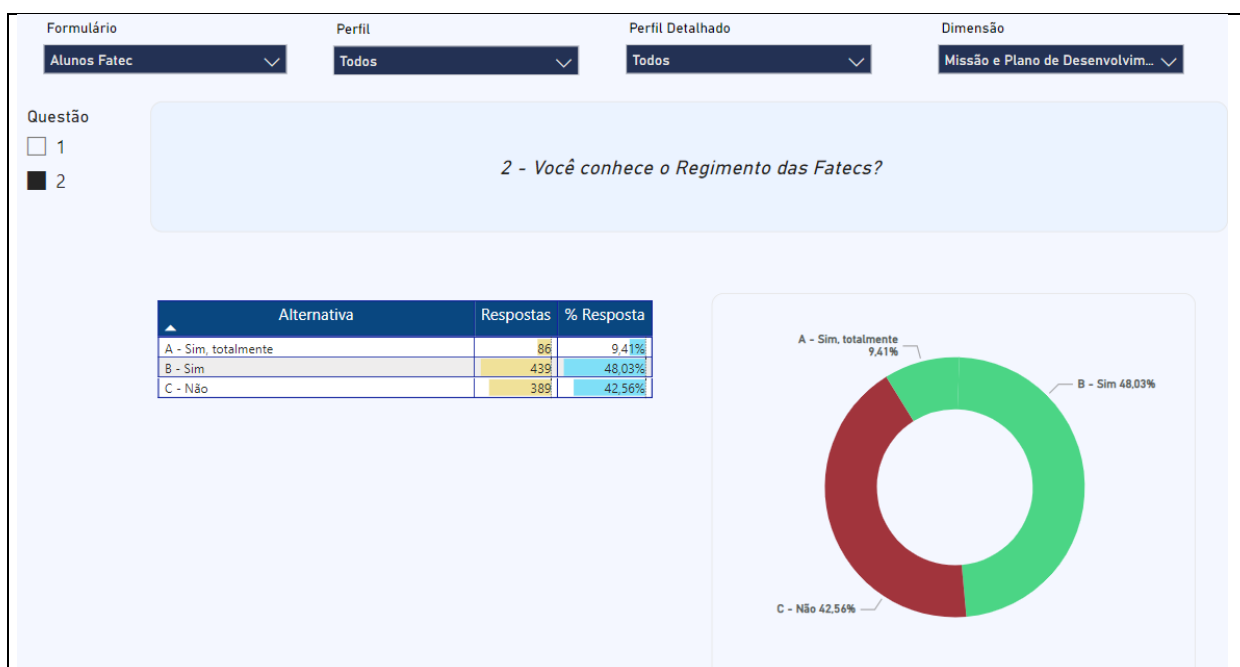 Formulário
Perfil
Perfil Detalhado
Dimensão
Alunos Fatec
Todos
Todos
Missão e Plano de Desenvolvim...
Questão
1
2
2 - Você conhece o Regimento das Fatecs?
Alternativa Respostas % Resposta
A - Sim, totalmente 86 9,41%
B - Sim 439 48,03%
C - Não 389 42,56%
A - Sim, totalmente
9,41%
B - Sim 48,03%
C - Não 42,56%